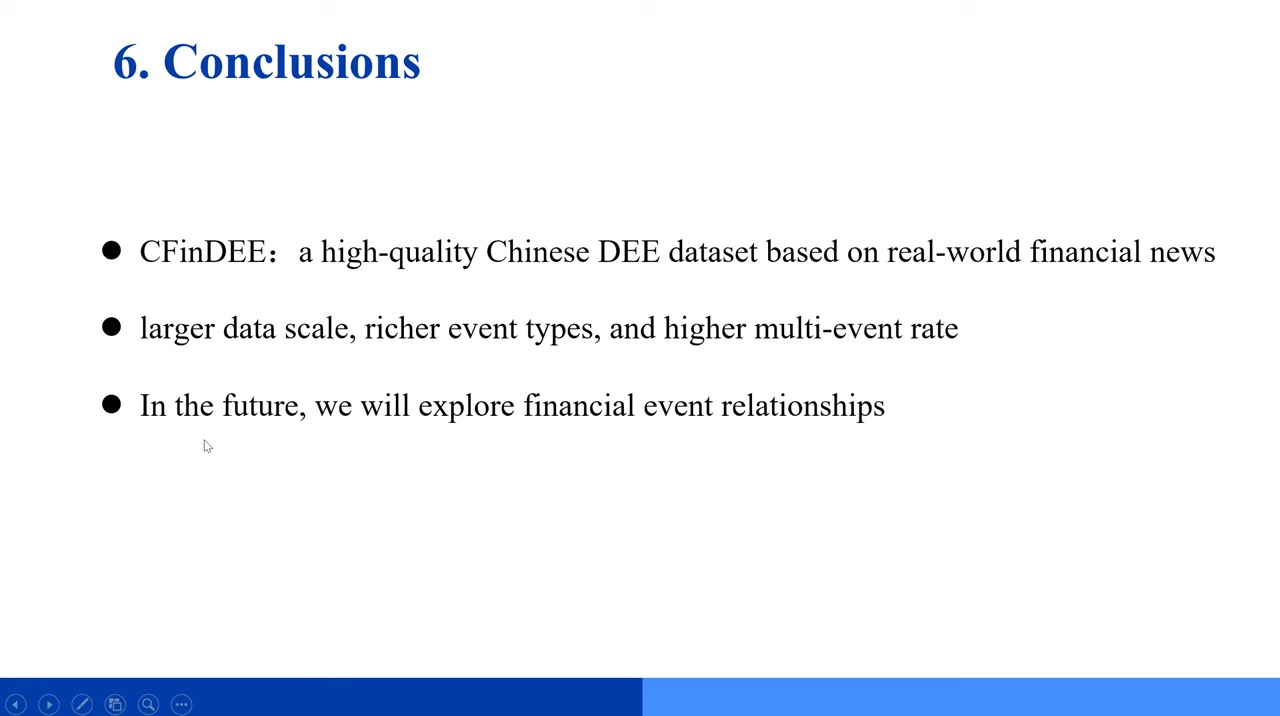 6. Conclusions
● CFinDEE：a high-quality Chinese DEE dataset based on real-world financial news
● larger data scale, richer event types, and higher multi-event rate
● In the future, we will explore financial event relationships